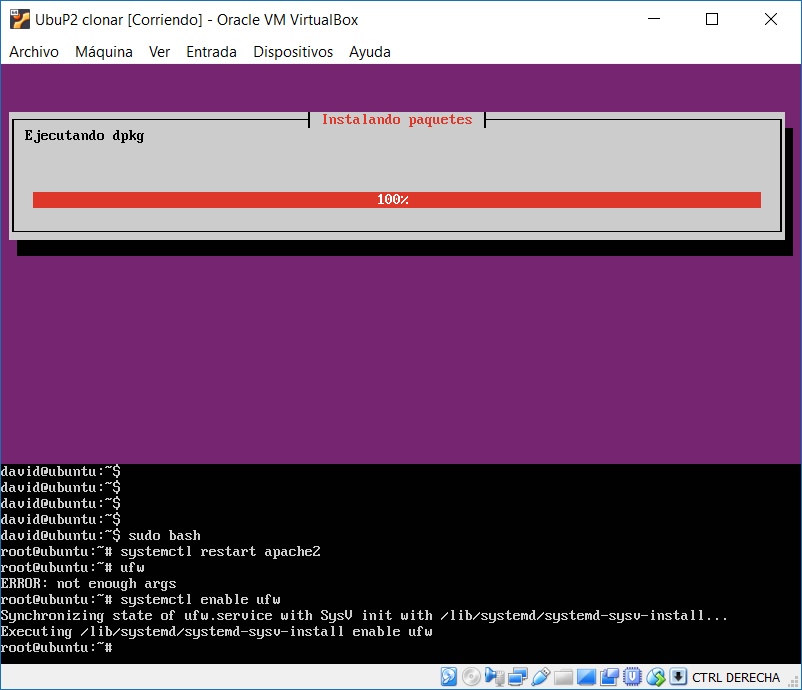 UbuP2 clonar [Corriendo] - Oracle VM VirtualBox
Archivo Máquina Ver Entrada Dispositivos Ayuda
Instalando paquetes
Ejecutando dpkg
100%
david@ubuntu:~$
david@ubuntu:~$
david@ubuntu:~$
david@ubuntu:~$
david@ubuntu:~$ sudo bash
root@ubuntu:~# systemctl restart apache2
root@ubuntu:~# ufw
ERROR: not enough args
root@ubuntu:~# systemctl enable ufw
Synchronizing state of ufw.service with SysV init with /lib/systemd/systemd-sysv-install...
Executing /lib/systemd/systemd-sysv-install enable ufw
root@ubuntu:~#
CTRL DERECHA